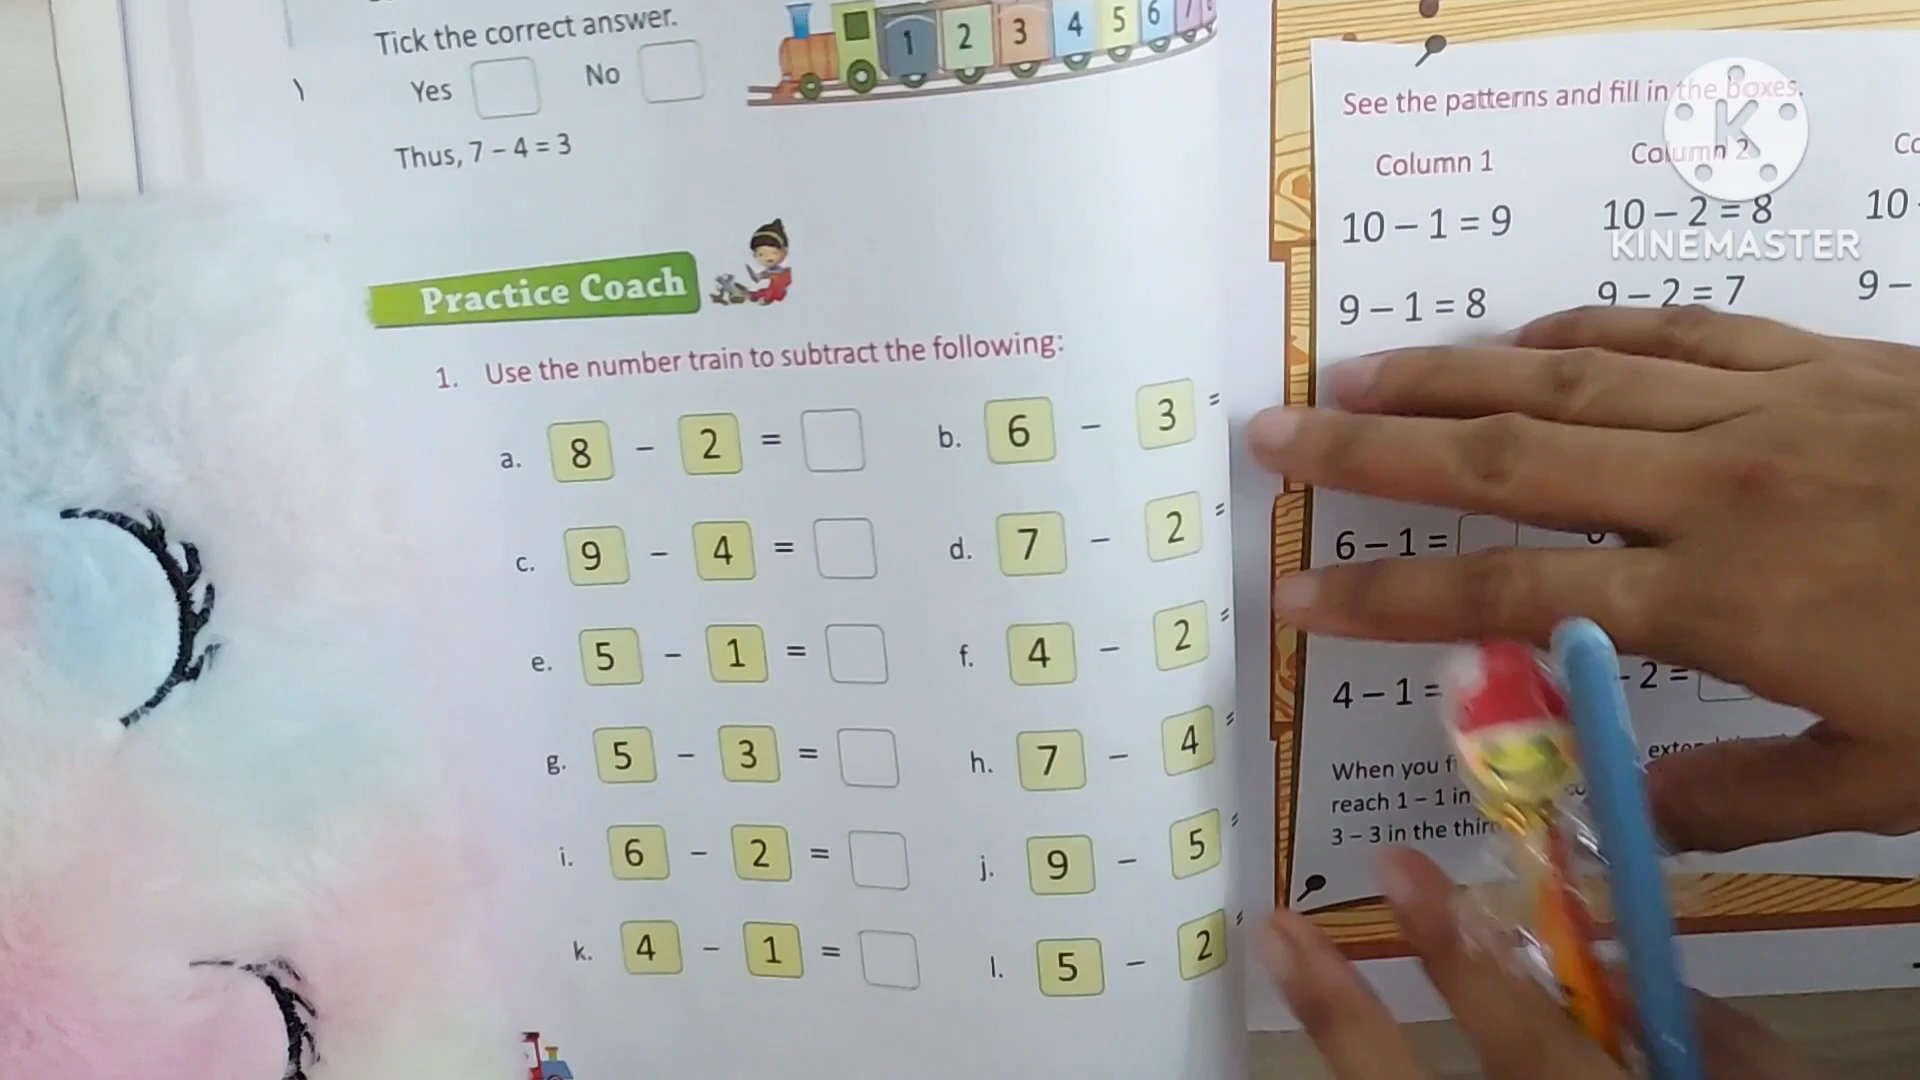 Tick the correct answer.
Yes No
Thus, 7 – 4 = 3
1 2 3 4 5 6 7
Practice Coach
1. Use the number train to subtract the following:
a. 8 – 2 =
b. 6 – 3 =
c. 9 – 4 =
d. 7 – 2 =
e. 5 – 1 =
f. 4 – 2 =
g. 5 – 3 =
h. 7 – 4 =
i. 6 – 2 =
j. 9 – 5 =
k. 4 – 1 =
l. 5 – 2 =
See the patterns and fill in the boxes.
Column 1 Column 2
10 – 1 = 9 10 – 2 = 8 10
KINEMASTER
9 – 1 = 8 9 – 2 = 7 9 –
6 – 1 =
4 – 1 = – 2 =
When you
reach 1 – 1 in
3 – 3 in the